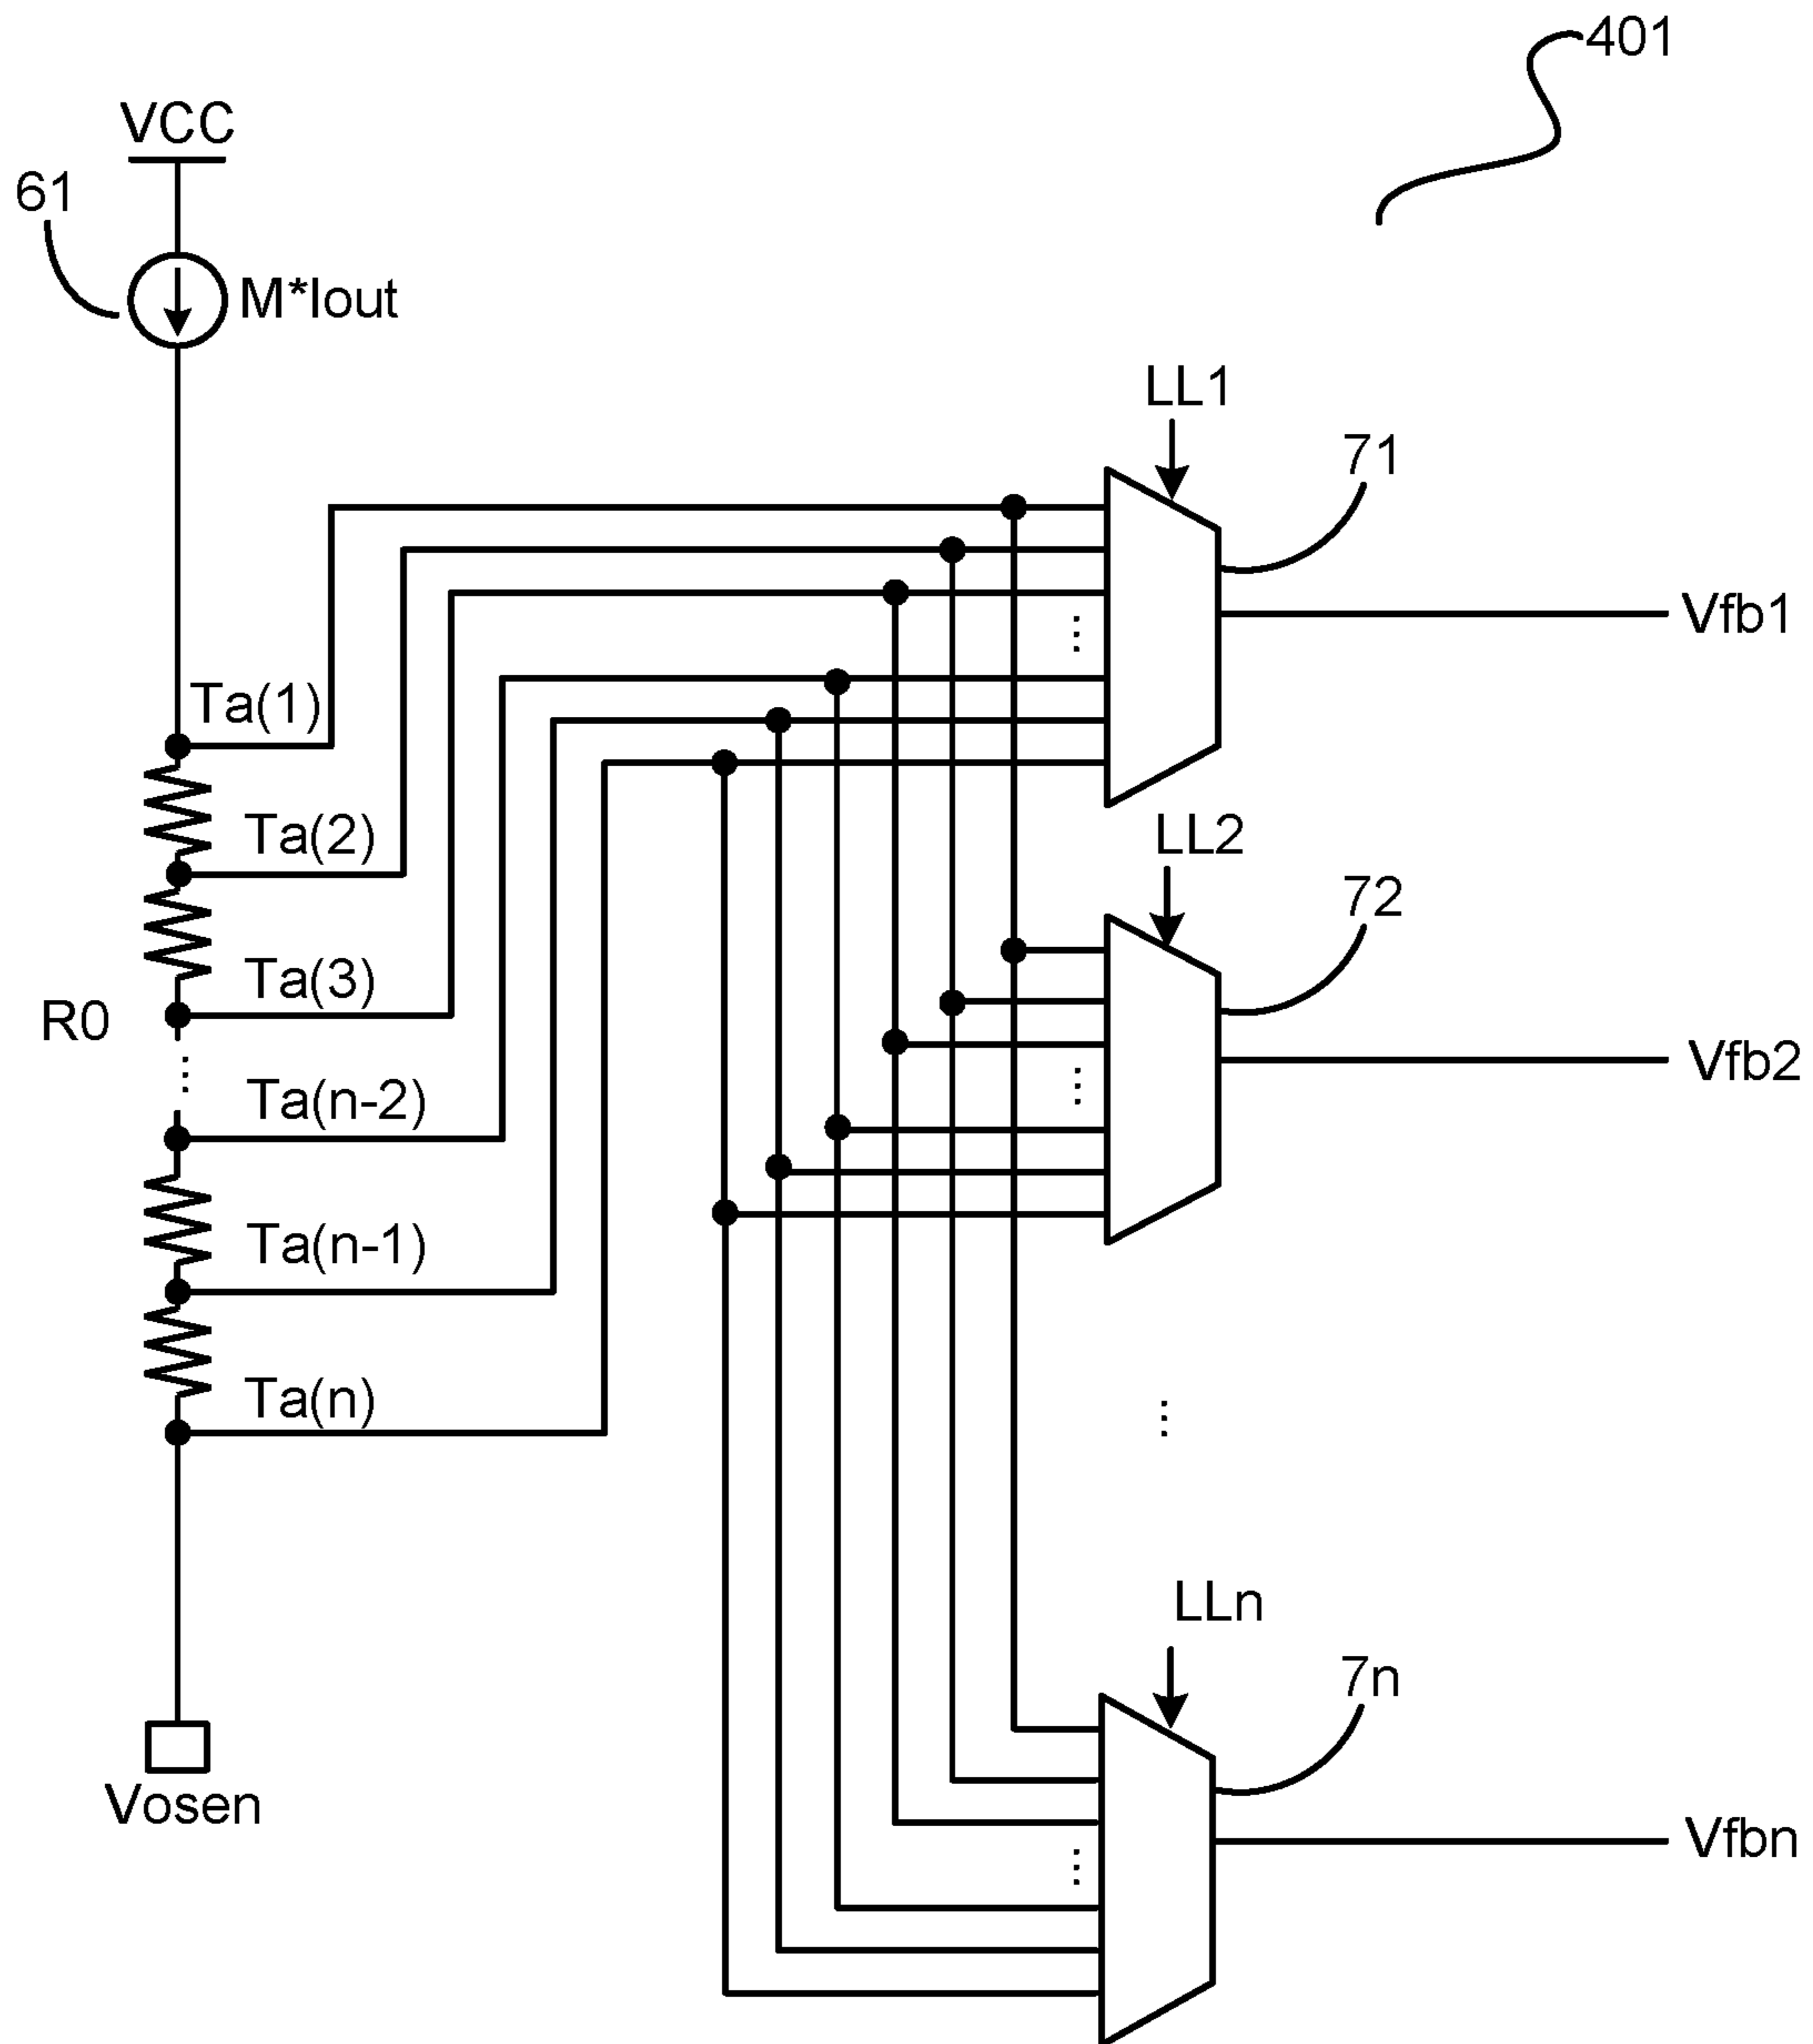 401
VCC
61
M*Iout
LL1
71
Vfb1
Ta(1)
Ta(2)
LL2
72
Ta(3)
R0
Vfb2
Ta(n-2)
Ta(n-1)
Ta(n)
LLn
7n
Vosen
Vfbn